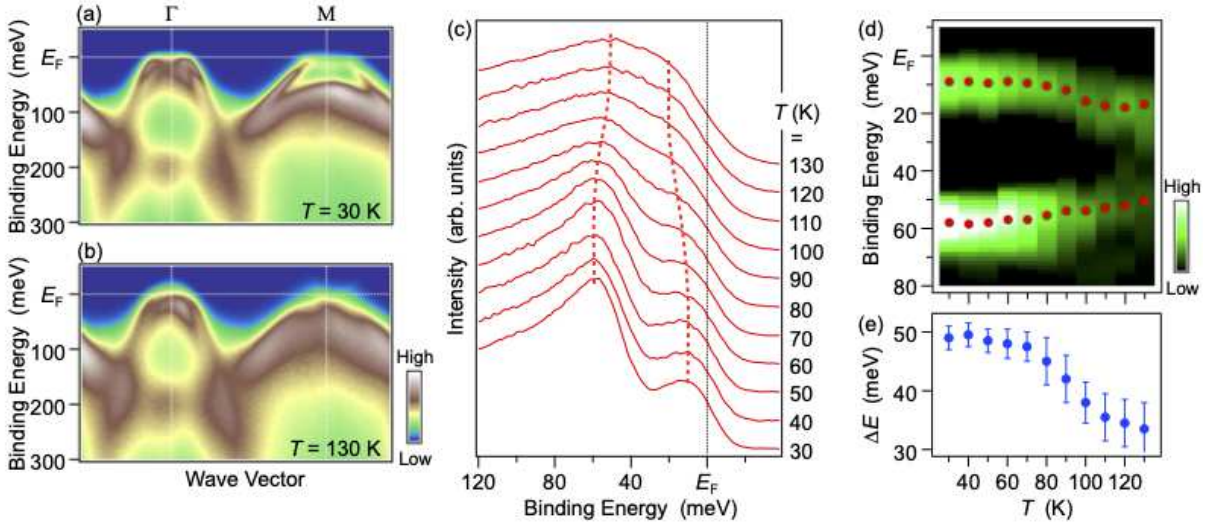 (a)
Γ
M
Binding Energy (meV)
E_F
100
200
300
T = 30 K
(b)
Binding Energy (meV)
E_F
100
200
300
T = 130 K
High
Low
Wave Vector
(c)
Intensity (arb. units)
T (K)
=
130
120
110
100
90
80
70
60
50
40
30
120
80
40
E_F
Binding Energy (meV)
(d)
Binding Energy (meV)
E_F
20
40
60
80
High
Low
(e)
ΔE (meV)
50
30
40
60
80
100
120
T (K)